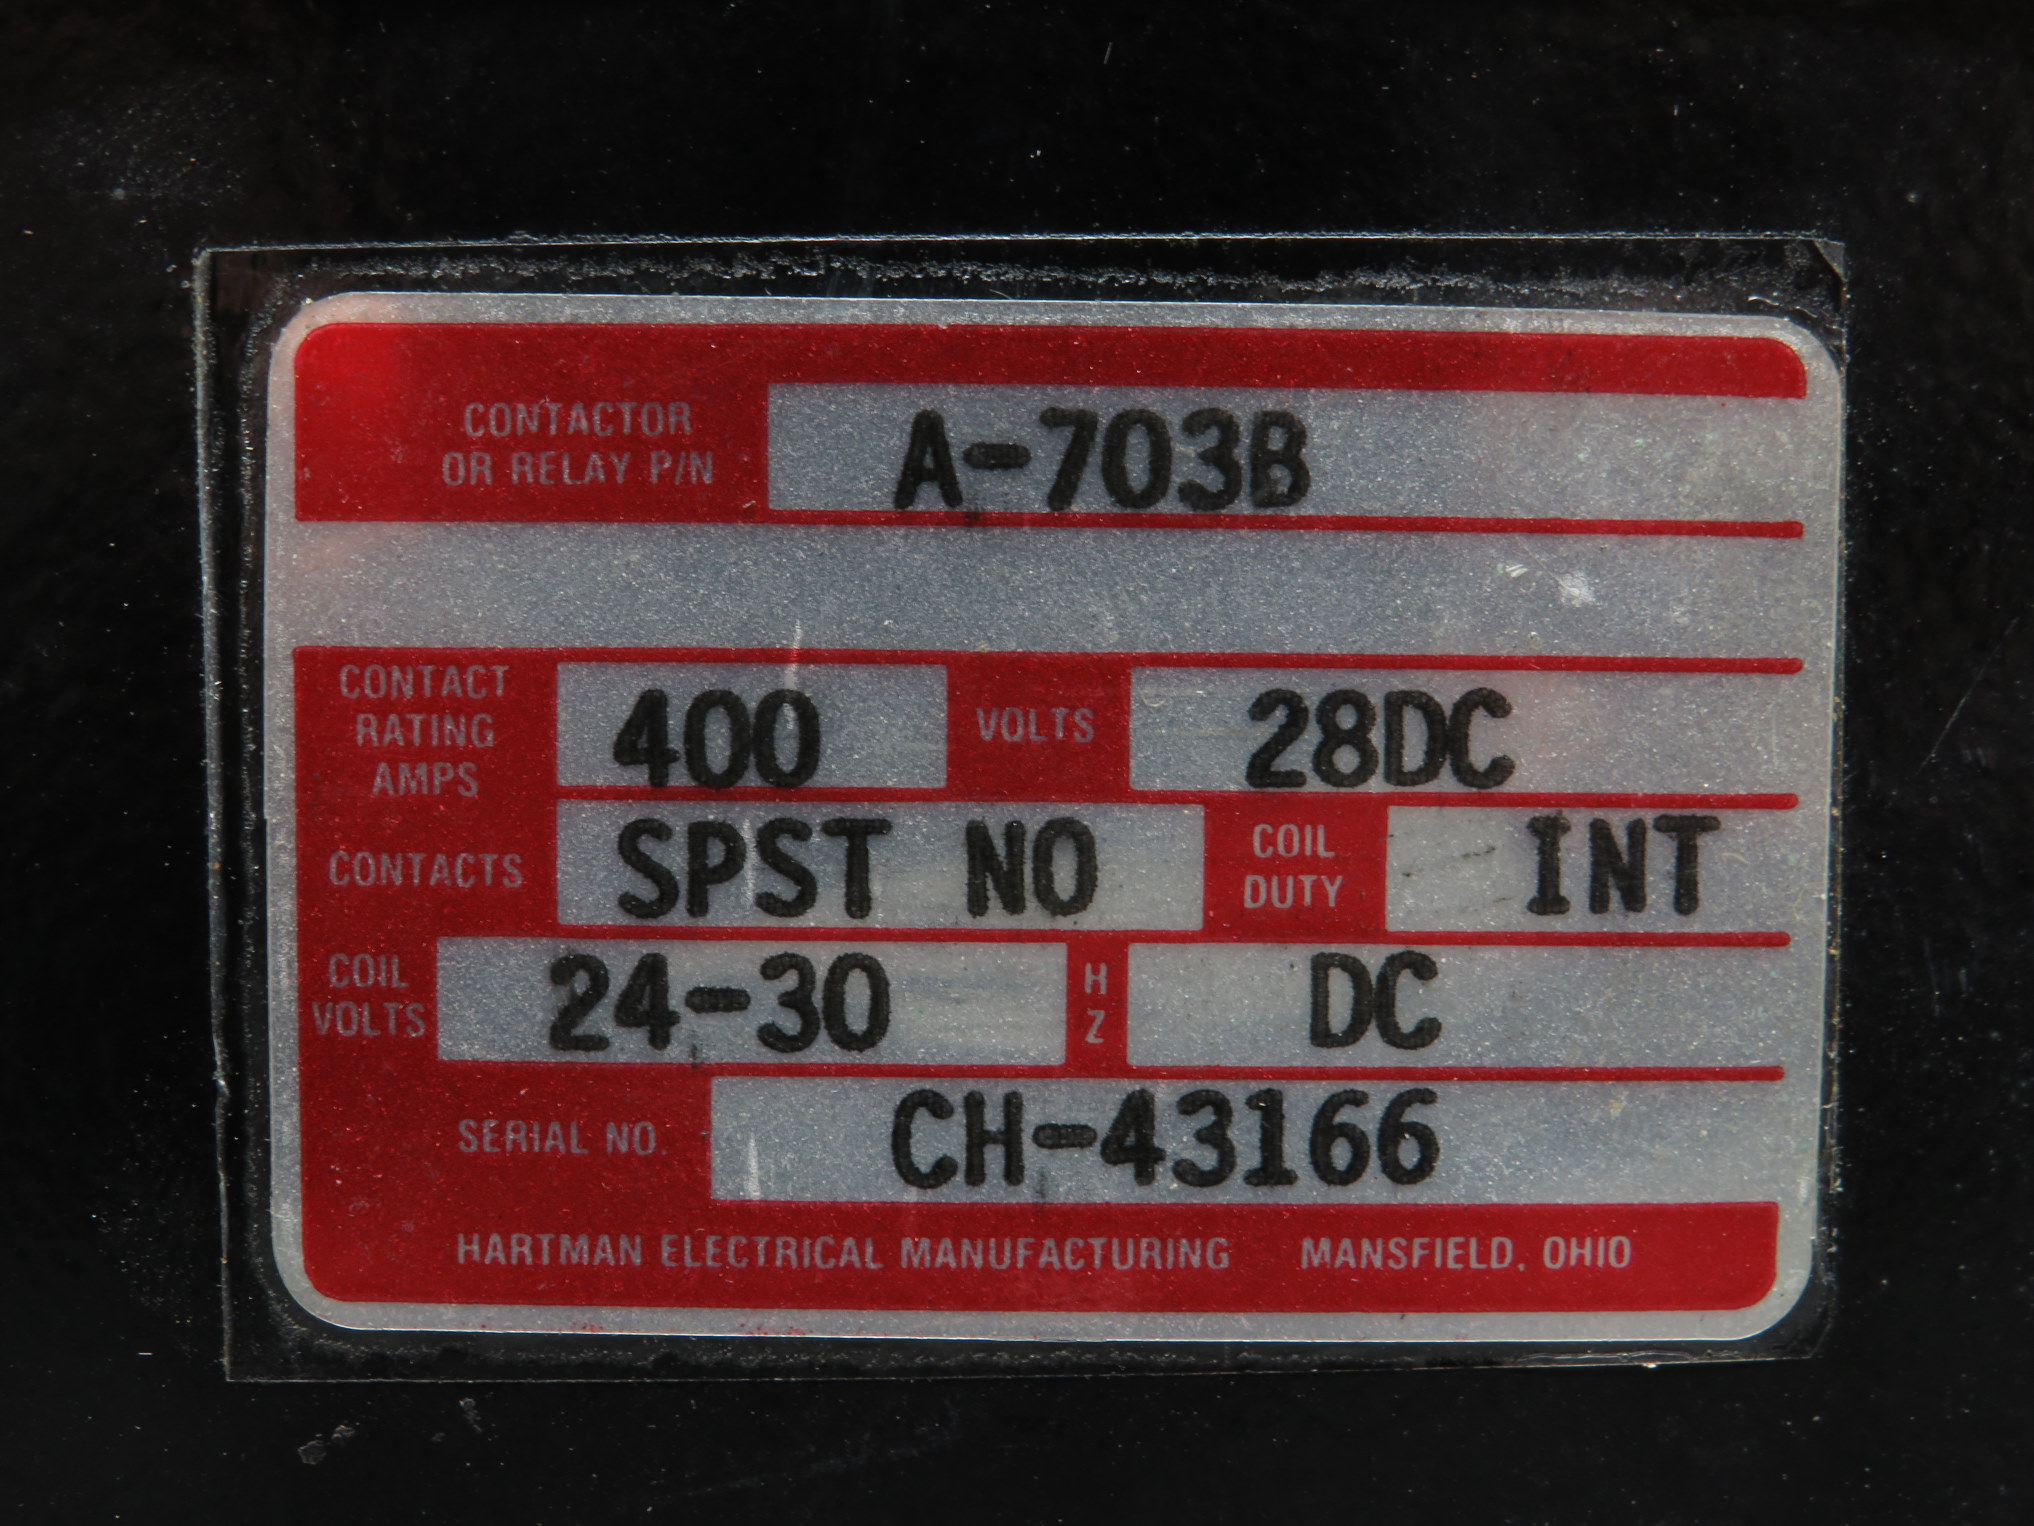 CONTACTOR
OR RELAY P/N
A-703B
CONTACT
RATING
AMPS
400
VOLTS
28DC
CONTACTS
SPST NO
COIL
DUTY
INT
COIL
VOLTS
24-30
H
Z
DC
SERIAL NO.
CH-43166
HARTMAN ELECTRICAL MANUFACTURING MANSFIELD, OHIO